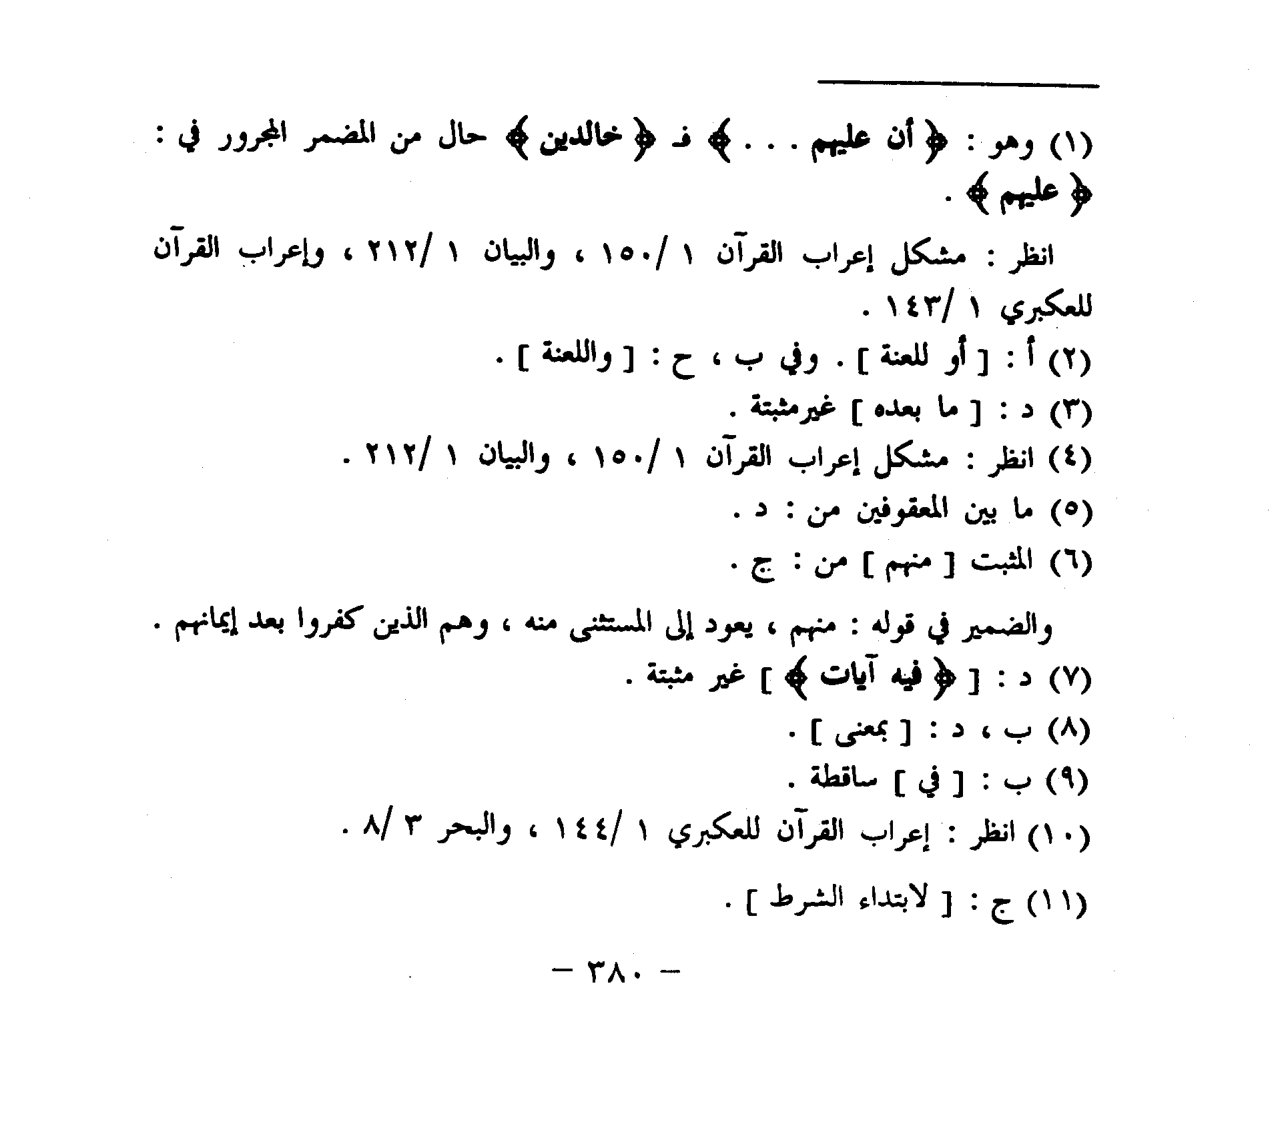 (١) وهو : ﴿ أن عليهم . . . ﴾ فـ ﴿ خالدين ﴾ حال من المضمر المجرور في :
﴿ عليهم ﴾ .
انظر : مشكل إعراب القرآن ١ /١٥٠ ، والبيان ١ /٢١٢ ، وإعراب القرآن
للعكبري ١ /١٤٣ .
(٢) أ : [ أو للعنة ] . وفي ب ، ح : [ واللعنة ] .
(٣) د : [ ما بعده ] غير مثبتة .
(٤) انظر : مشكل إعراب القرآن ١ /١٥٠ ، والبيان ١ /٢١٢ .
(٥) ما بين المعقوفين من : د .
(٦) المثبت [ منهم ] من : ج .
والضمير في قوله : منهم ، يعود إلى المستثنى منه ، وهم الذين كفروا بعد إيمانهم .
(٧) د : [ ﴿ فيه آيات ﴾ ] غير مثبتة .
(٨) ب ، د : [ بمعنى ] .
(٩) ب : [ في ] ساقطة .
(١٠) انظر : إعراب القرآن للعكبري ١ /١٤٤ ، والبحر ٣ /٨ .
(١١) ج : [ لابتداء الشرط ] .
– ٣٨٠ –